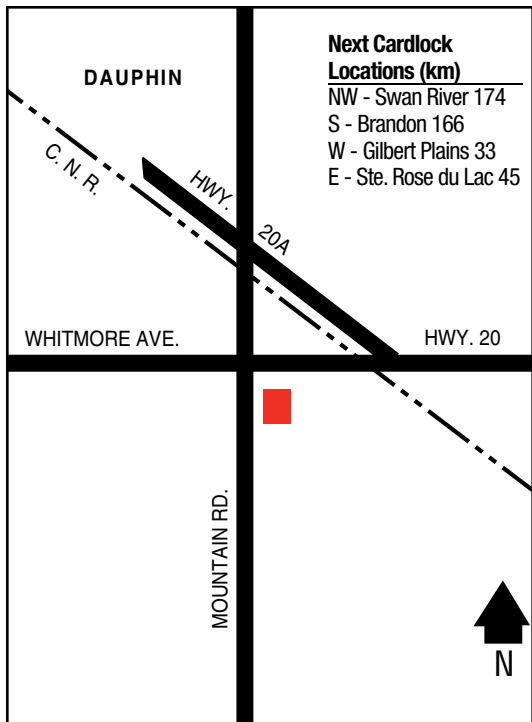 Next Cardlock
Locations (km)
NW - Swan River 174
S - Brandon 166
W - Gilbert Plains 33
E - Ste. Rose du Lac 45
DAUPHIN
C. N. R.
HWY. 20A
WHITMORE AVE.
HWY. 20
MOUNTAIN RD.
N